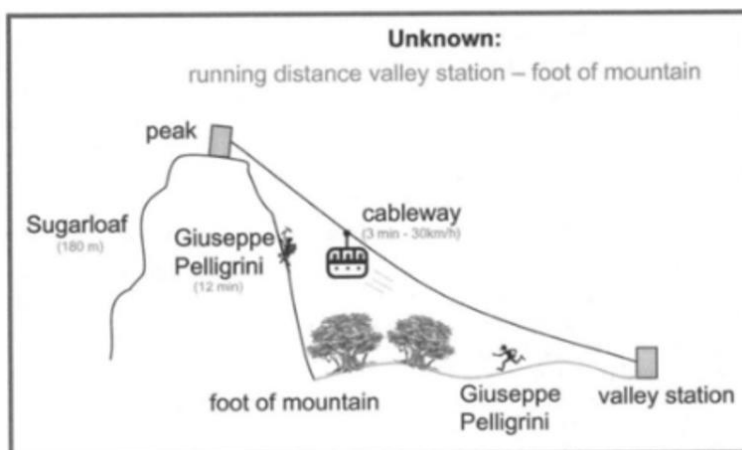 Unknown:
running distance valley station – foot of mountain
peak
Sugarloaf
(180 m)
Giuseppe
Pelligrini
(12 min)
cableway
(3 min - 30km/h)
foot of mountain
Giuseppe
Pelligrini
valley station